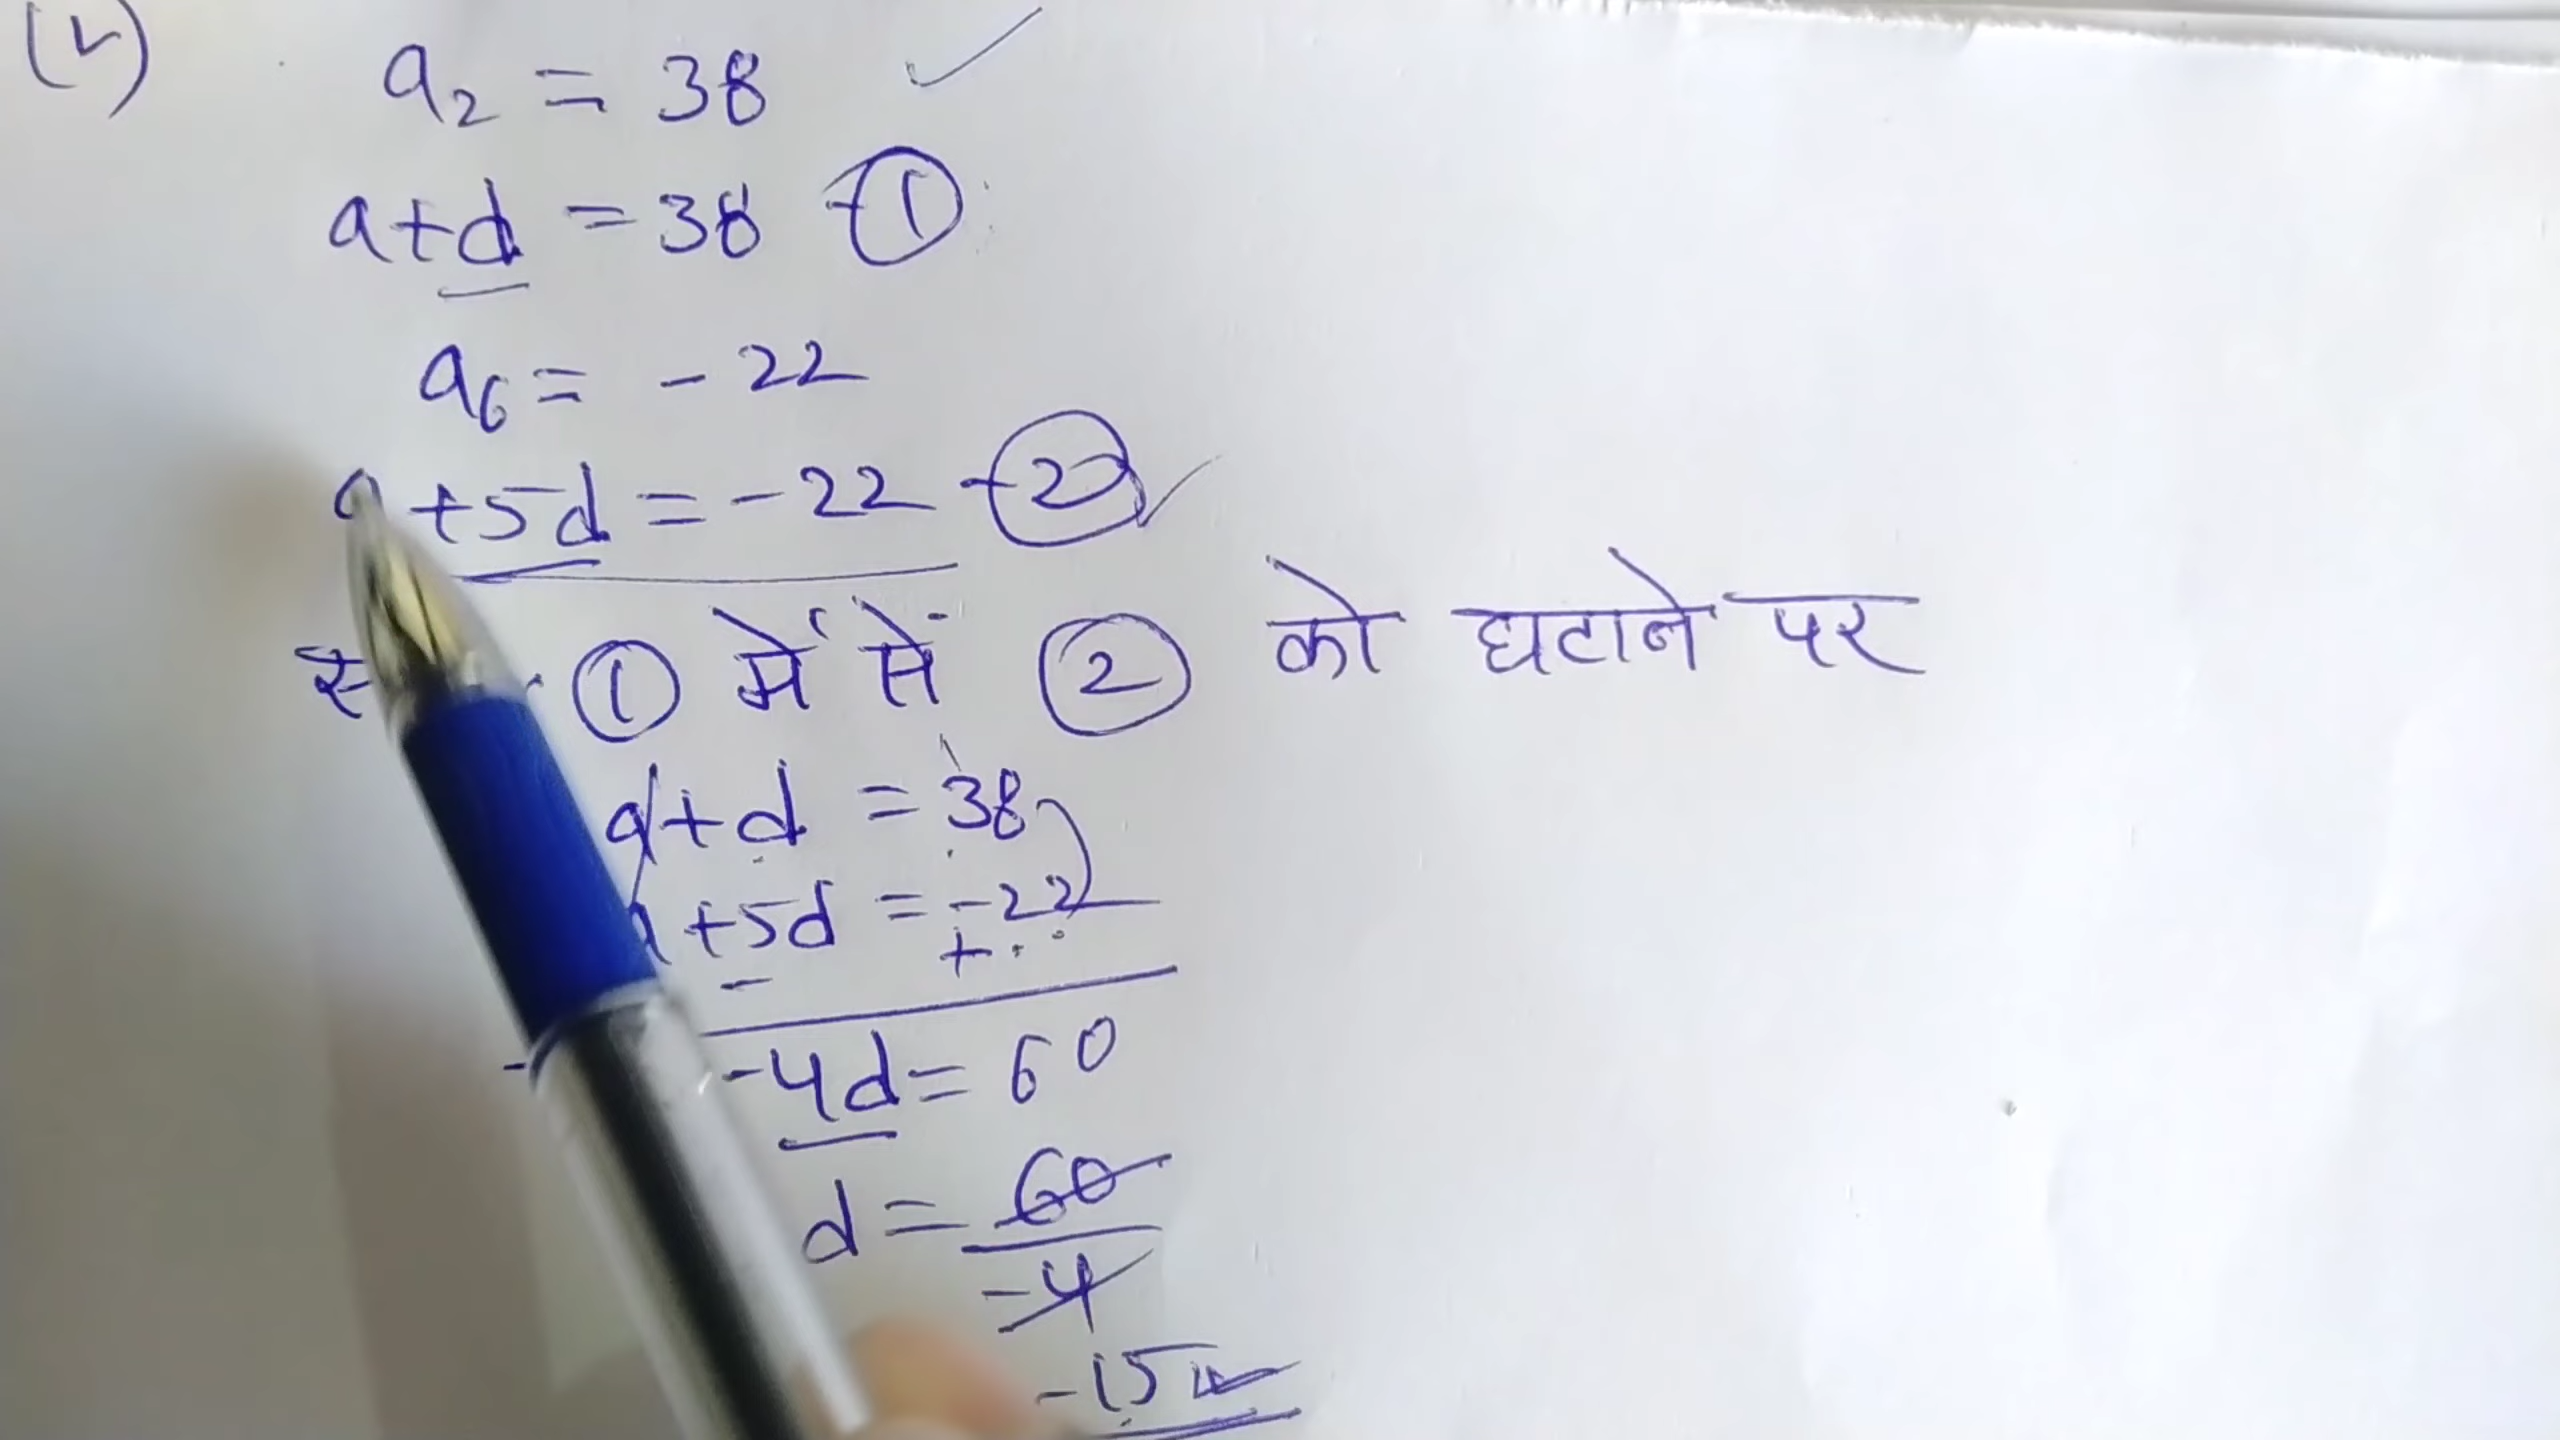 (v)
a₂ = 38 ✓
a+d = 38 -①
a₆ = - 22
a+5d = -22 -② ✓
① में सें ② को घटाने पर
a+d = 38
a+5d = -22
- +
-4d = 60
d = 60
-4
-15